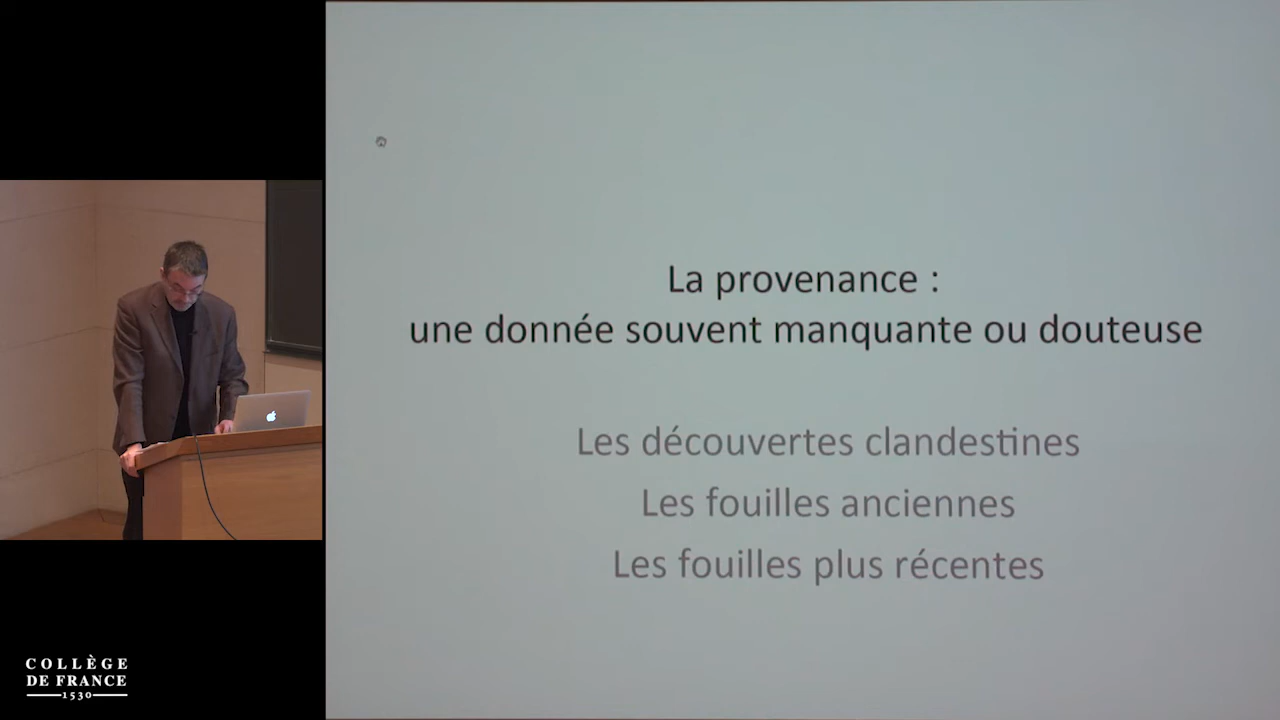 La provenance :
une donnée souvent manquante ou douteuse
Les découvertes clandestines
Les fouilles anciennes
Les fouilles plus récentes
COLLÈGE
DE FRANCE
1530